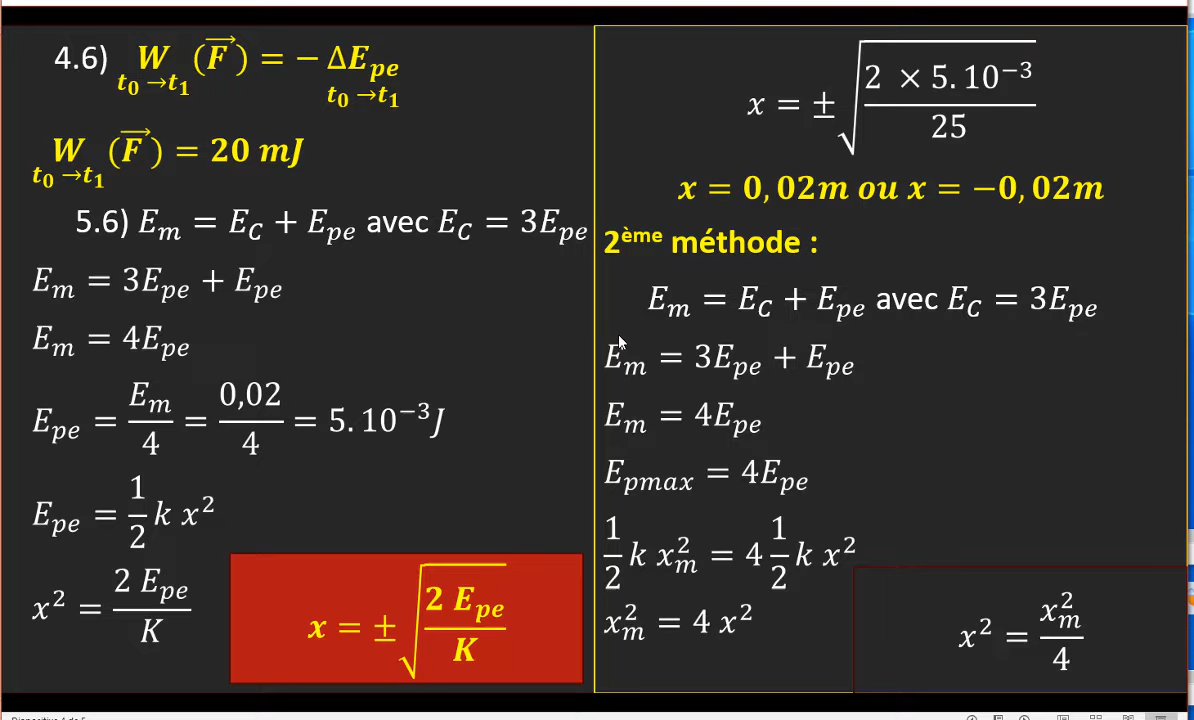 4.6) W (F⃗) = − ΔE_pe
t₀→t₁ t₀→t₁
W (F⃗) = 20 mJ
t₀→t₁
5.6) E_m = E_C + E_pe avec E_C = 3E_pe
E_m = 3E_pe + E_pe
E_m = 4E_pe
E_pe = E_m/4 = 0,02/4 = 5. 10⁻³J
E_pe = 1/2 k x²
x² = 2 E_pe/K
x = ± √(2 E_pe/K)
x = ± √(2 × 5. 10⁻³/25)
x = 0, 02m ou x = −0, 02m
2ème méthode :
E_m = E_C + E_pe avec E_C = 3E_pe
E_m = 3E_pe + E_pe
E_m = 4E_pe
E_pmax = 4E_pe
1/2 k x_m² = 4 1/2 k x²
x_m² = 4 x²
x² = x_m²/4